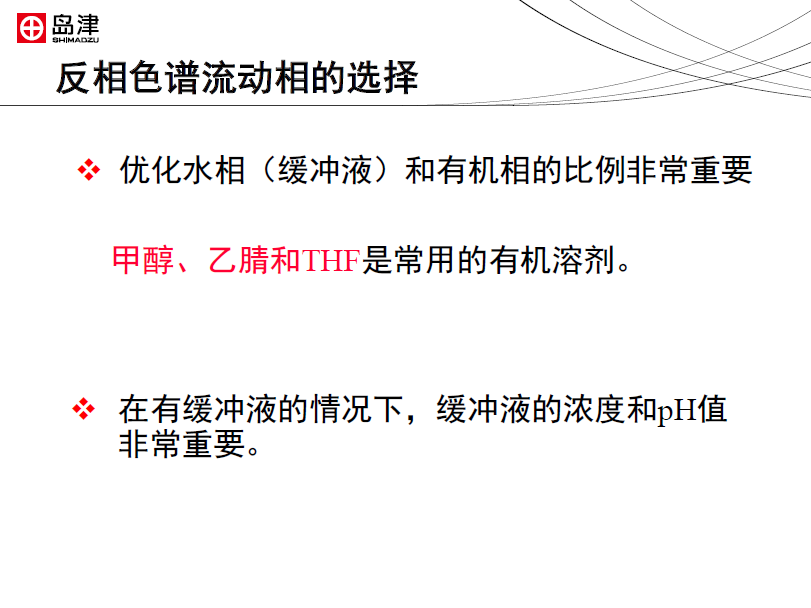 岛津
SHIMADZU
反相色谱流动相的选择
优化水相（缓冲液）和有机相的比例非常重要
甲醇、乙腈和THF是常用的有机溶剂。
在有缓冲液的情况下，缓冲液的浓度和pH值
非常重要。